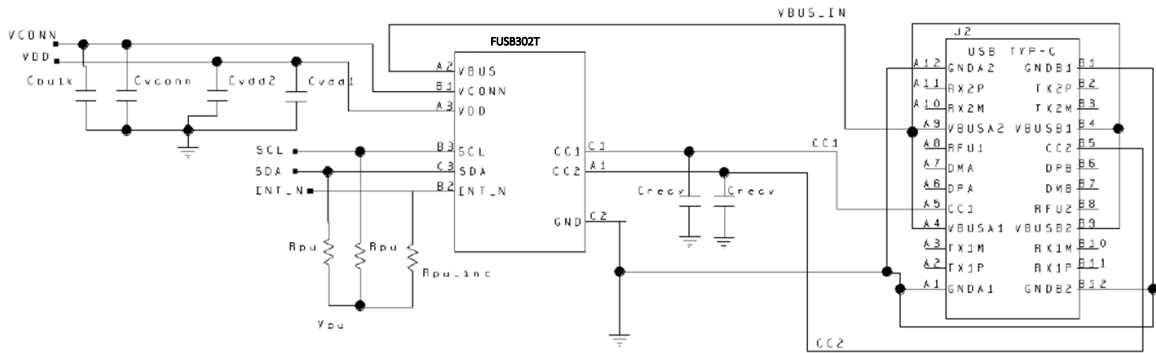 VBUS_IN
VCONN
VDD
Cvconn
Cvdd2
Cvdd1
FUSB302T
A2 VBUS
B1 VCONN
A3 VDD
SCL B3 SCL CC1 C1 CC1
SDA C3 SDA CC2 A1
INT_N B2 INT_N
Crecv Crecv
GND C2
Rpu Rpu
Rpu_int
Vpu
J2
USB TYP-C
A12 GNDA2 GNDB1 B1
A11 RX2P TX2P B2
A10 RX2M TX2M B3
A9 VBUSA2 VBUSB1 B4
A8 RFU1 CC2 B5
A7 DMA DPB B6
A6 DPA DMB B7
A5 CC1 RFU2 B8
A4 VBUSA1 VBUSB2 B9
A3 TX1M RX1M B10
A2 TX1P RX1P B11
A1 GNDA1 GNDB2 B12
CC2